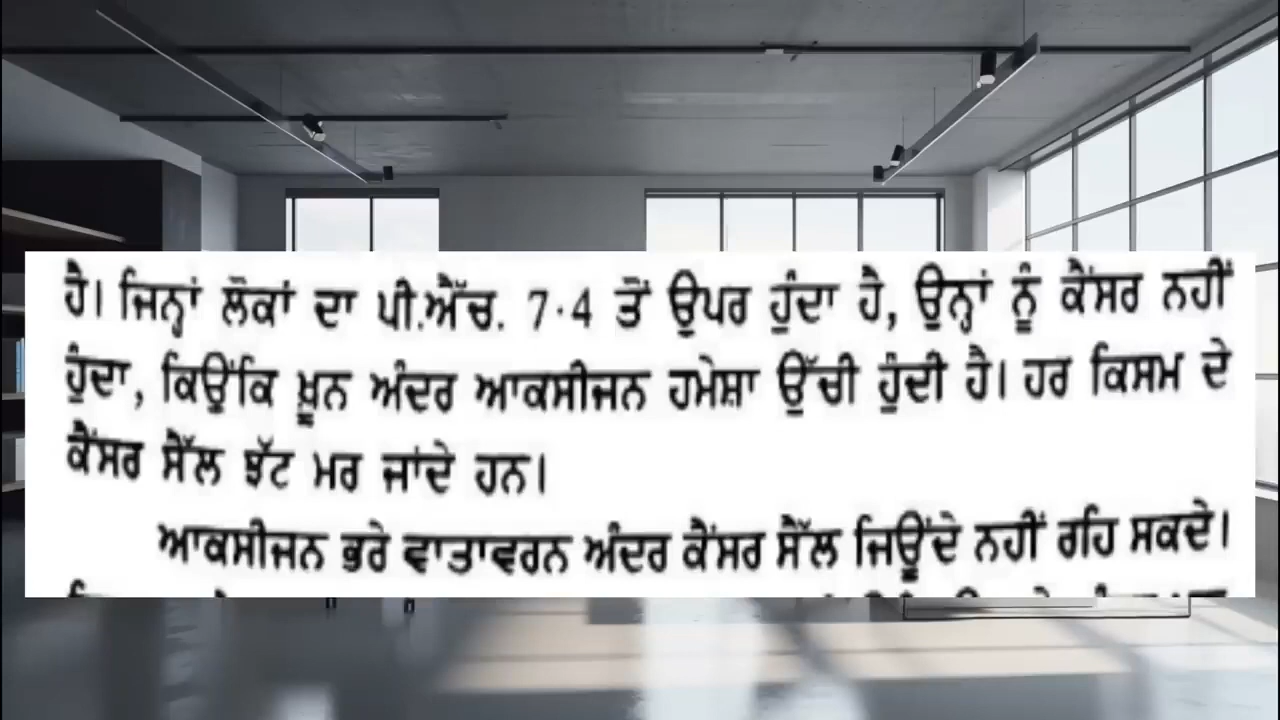 ਹੈ। ਜਿਨ੍ਹਾਂ ਲੋਕਾਂ ਦਾ ਪੀ.ਐੱਚ. 7·4 ਤੋਂ ਉਪਰ ਹੁੰਦਾ ਹੈ, ਉਨ੍ਹਾਂ ਨੂੰ ਕੈਂਸਰ ਨਹੀਂ
ਹੁੰਦਾ, ਕਿਉਂਕਿ ਖ਼ੂਨ ਅੰਦਰ ਆਕਸੀਜਨ ਹਮੇਸ਼ਾ ਉੱਚੀ ਹੁੰਦੀ ਹੈ। ਹਰ ਕਿਸਮ ਦੇ
ਕੈਂਸਰ ਸੈੱਲ ਝੱਟ ਮਰ ਜਾਂਦੇ ਹਨ।
ਆਕਸੀਜਨ ਭਰੇ ਵਾਤਾਵਰਨ ਅੰਦਰ ਕੈਂਸਰ ਸੈੱਲ ਜਿਊਂਦੇ ਨਹੀਂ ਰਹਿ ਸਕਦੇ।